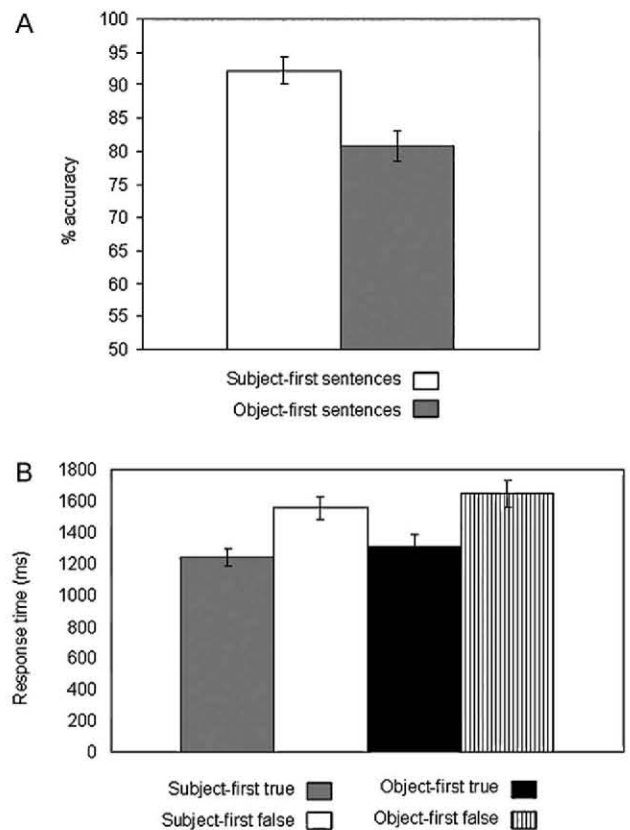 A
% accuracy
100
95
90
85
80
75
70
65
60
55
50
Subject-first sentences
Object-first sentences
B
Response time (ms)
1800
1600
1400
1200
1000
800
600
400
200
0
Subject-first true
Object-first true
Subject-first false
Object-first false